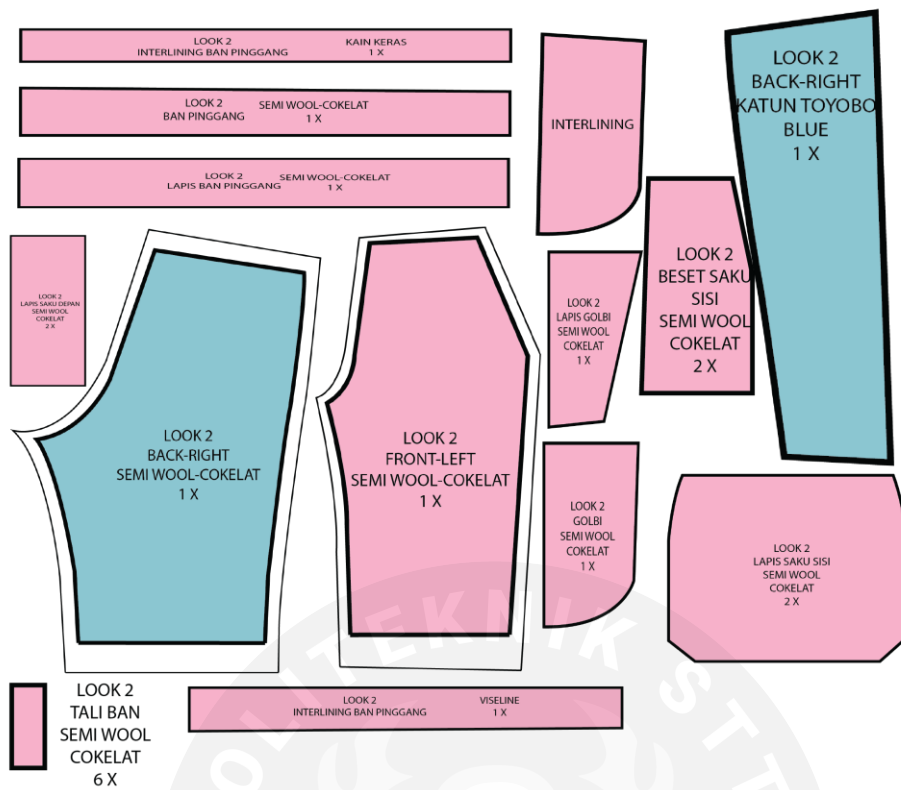 LOOK 2 KAIN KERAS
INTERLINING BAN PINGGANG 1 X
LOOK 2 SEMI WOOL-COKELAT
BAN PINGGANG 1 X
LOOK 2 SEMI WOOL-COKELAT
LAPIS BAN PINGGANG 1 X
INTERLINING
LOOK 2
BACK-RIGHT
KATUN TOYOBO
BLUE
1 X
LOOK 2
LAPIS SAKU DEPAN
SEMI WOOL
COKELAT
2 X
LOOK 2
BACK-RIGHT
SEMI WOOL-COKELAT
1 X
LOOK 2
FRONT-LEFT
SEMI WOOL-COKELAT
1 X
LOOK 2
LAPIS GOLBI
SEMI WOOL
COKELAT
1 X
LOOK 2
BESET SAKU
SISI
SEMI WOOL
COKELAT
2 X
LOOK 2
GOLBI
SEMI WOOL
COKELAT
1 X
LOOK 2
LAPIS SAKU SISI
SEMI WOOL
COKELAT
2 X
LOOK 2
TALI BAN
SEMI WOOL
COKELAT
6 X
LOOK 2 VISELINE
INTERLINING BAN PINGGANG 1 X